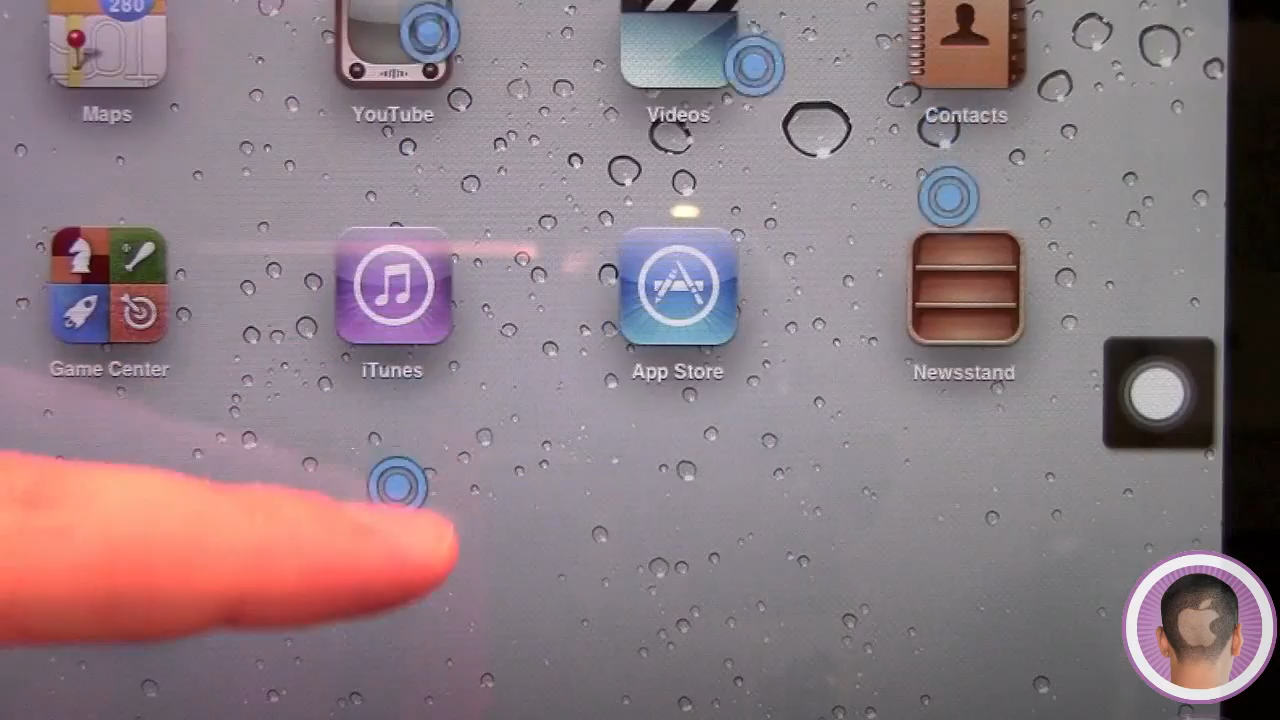 280
Maps
YouTube
Videos
Contacts
Game Center
iTunes
App Store
Newsstand